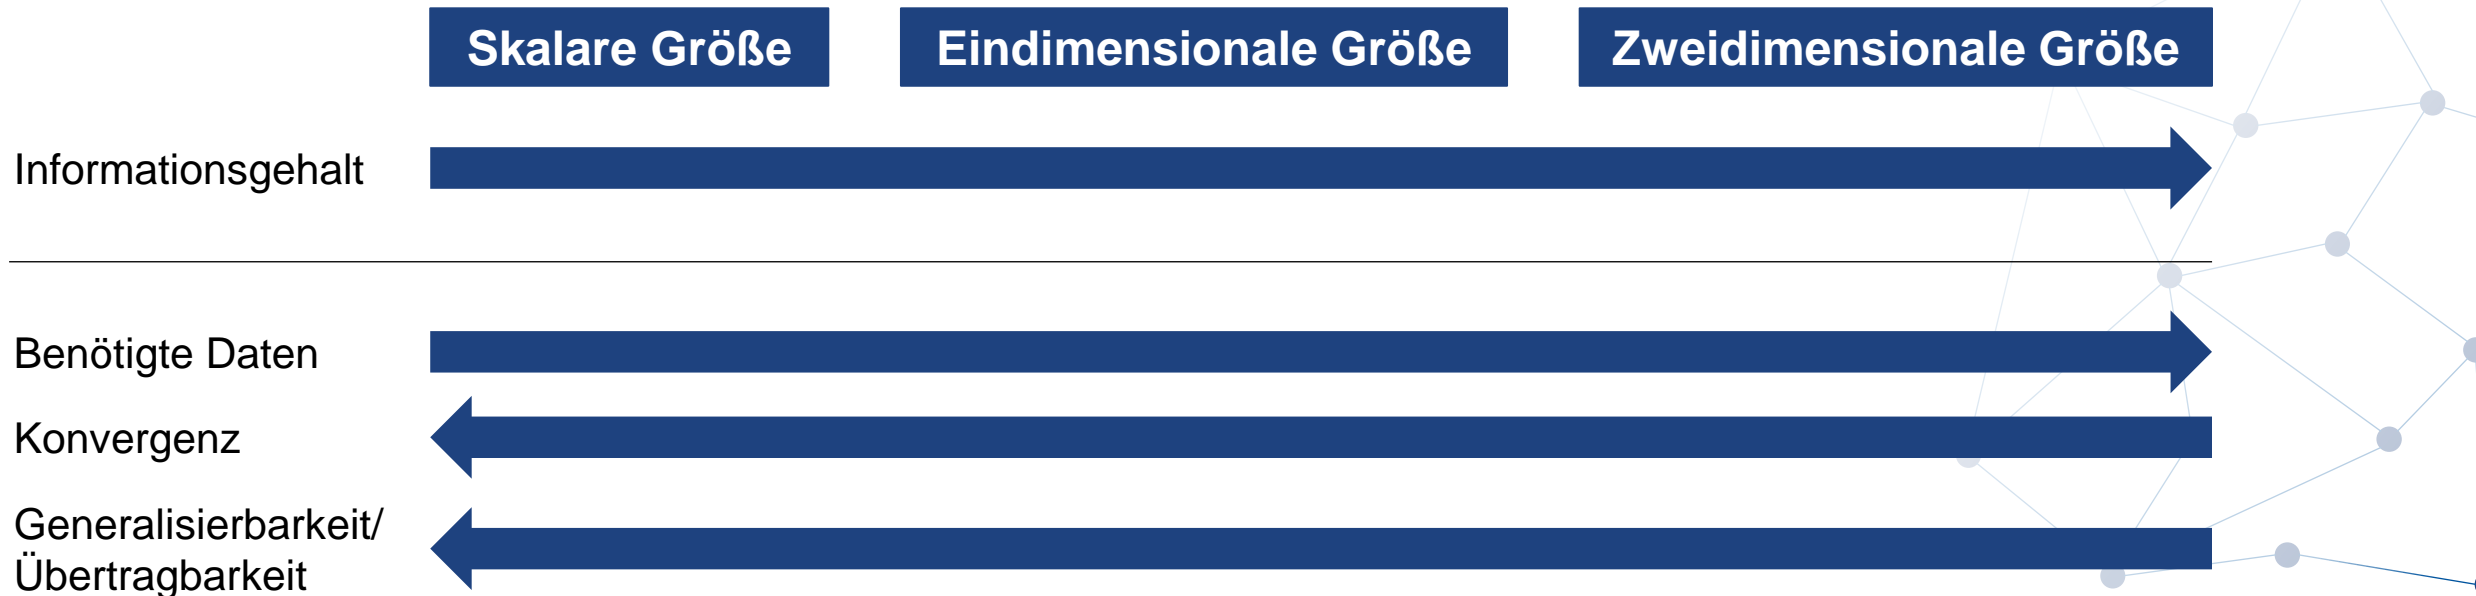 Skalare Größe
Eindimensionale Größe
Zweidimensionale Größe
Informationsgehalt
Benötigte Daten
Konvergenz
Generalisierbarkeit/
Übertragbarkeit